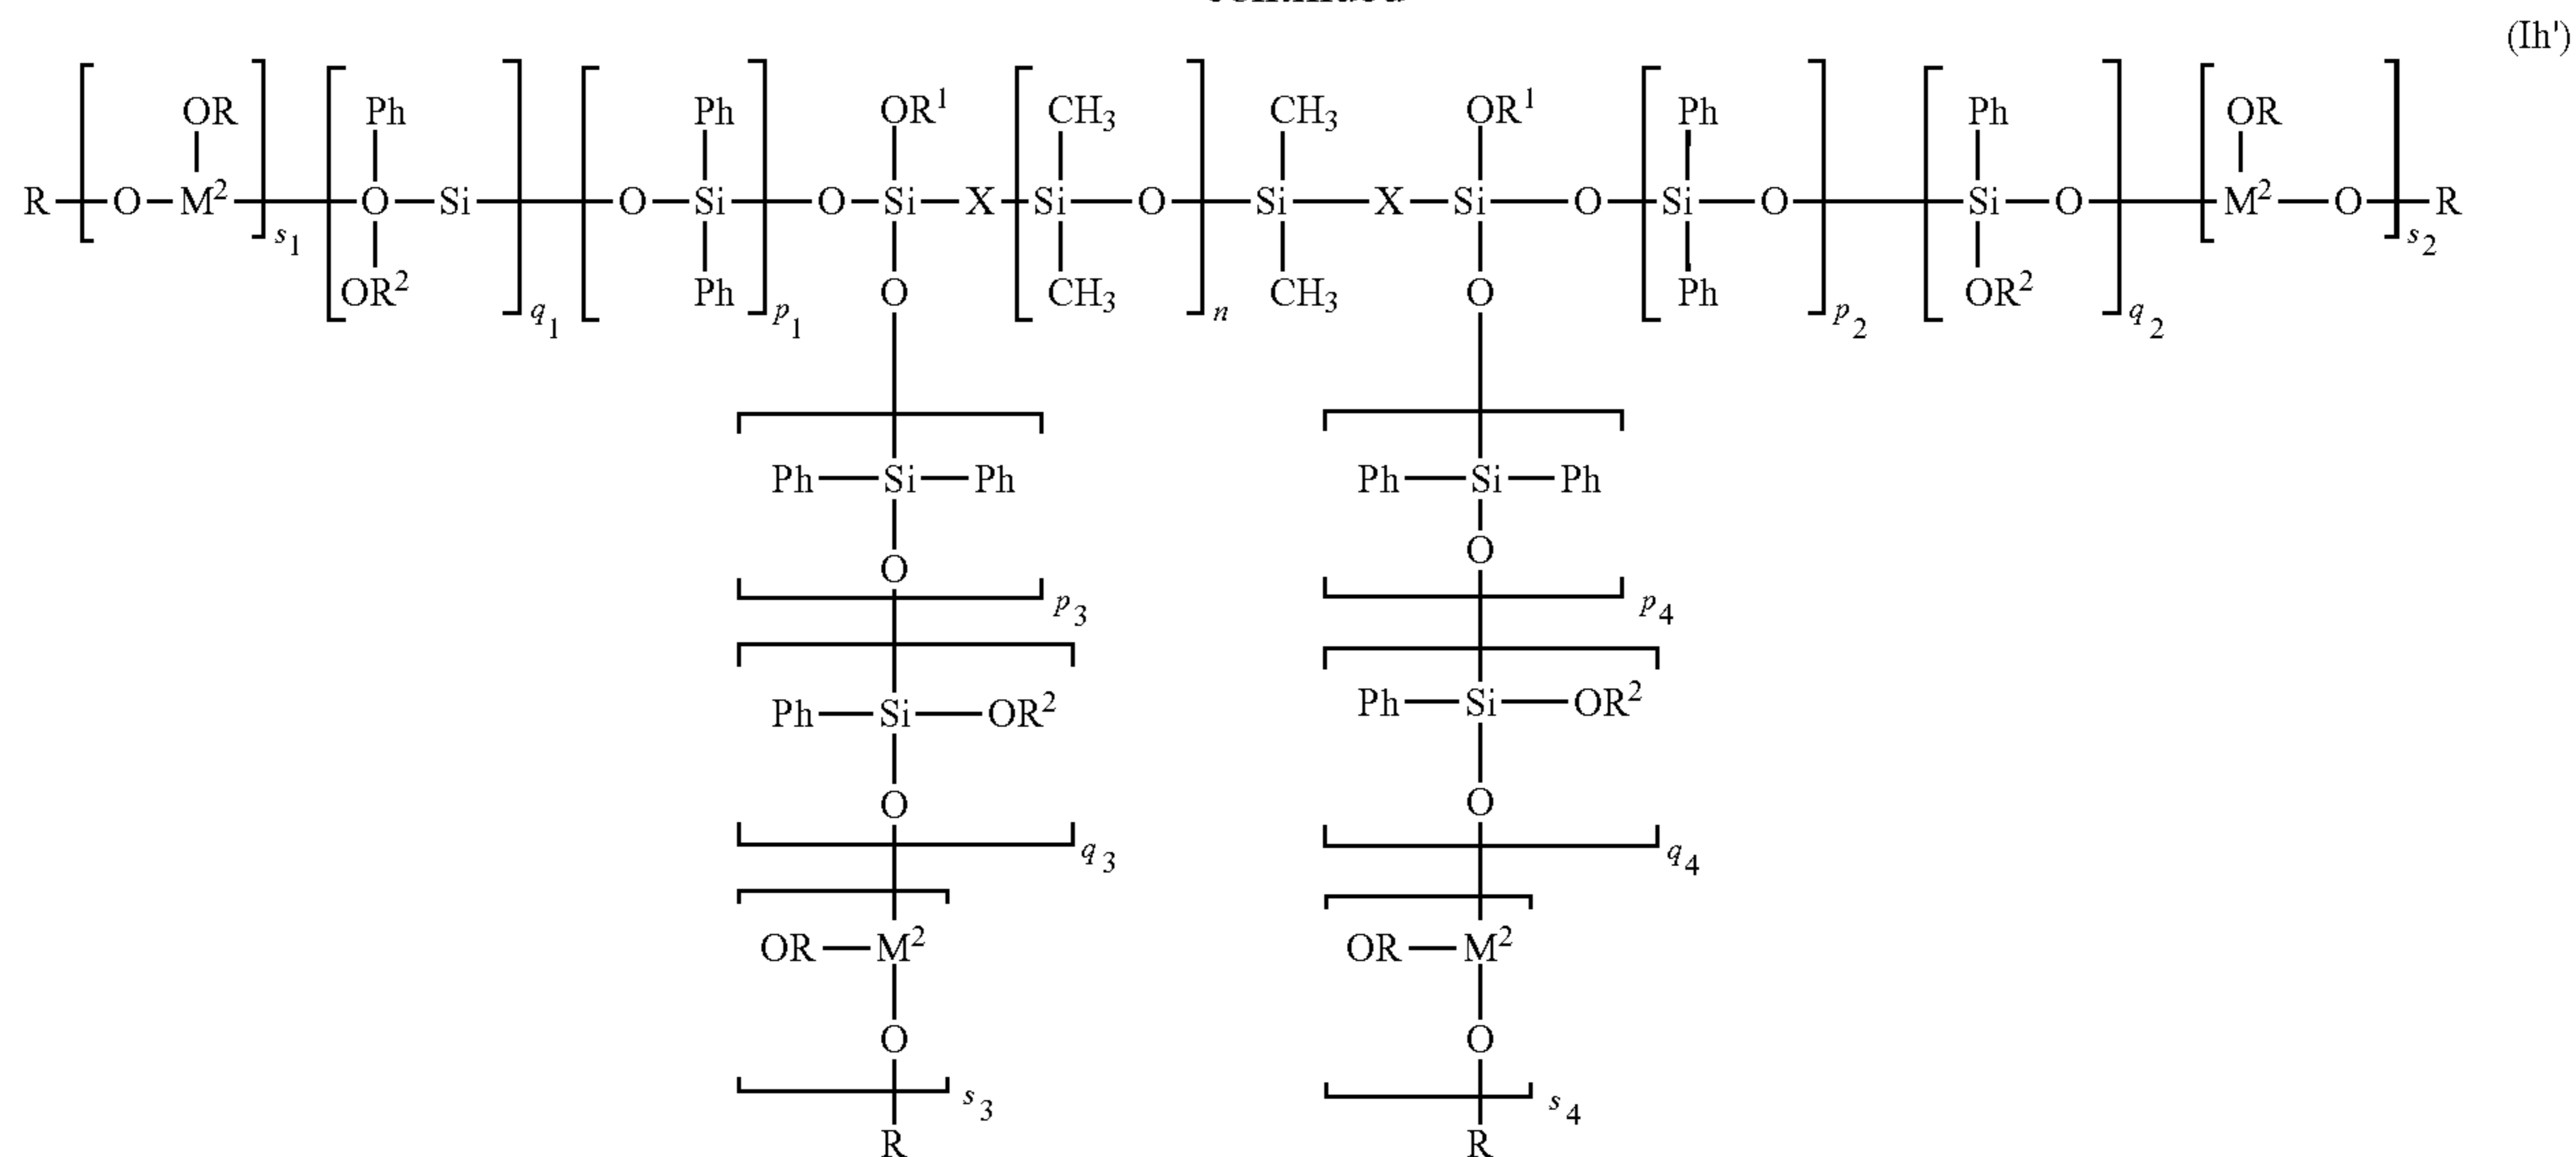 (Ih')
OR Ph Ph OR¹ CH₃ CH₃ OR¹ Ph Ph OR
R O M² O Si O Si O Si X Si O Si X Si O Si O Si O M² O R
s₁ s₂
OR² Ph O CH₃ CH₃ O Ph OR²
q₁ p₁ n p₂ q₂
Ph Si Ph Ph Si Ph
O O
p₃ p₄
Ph Si OR² Ph Si OR²
O O
q₃ q₄
OR M² OR M²
O O
s₃ s₄
R R